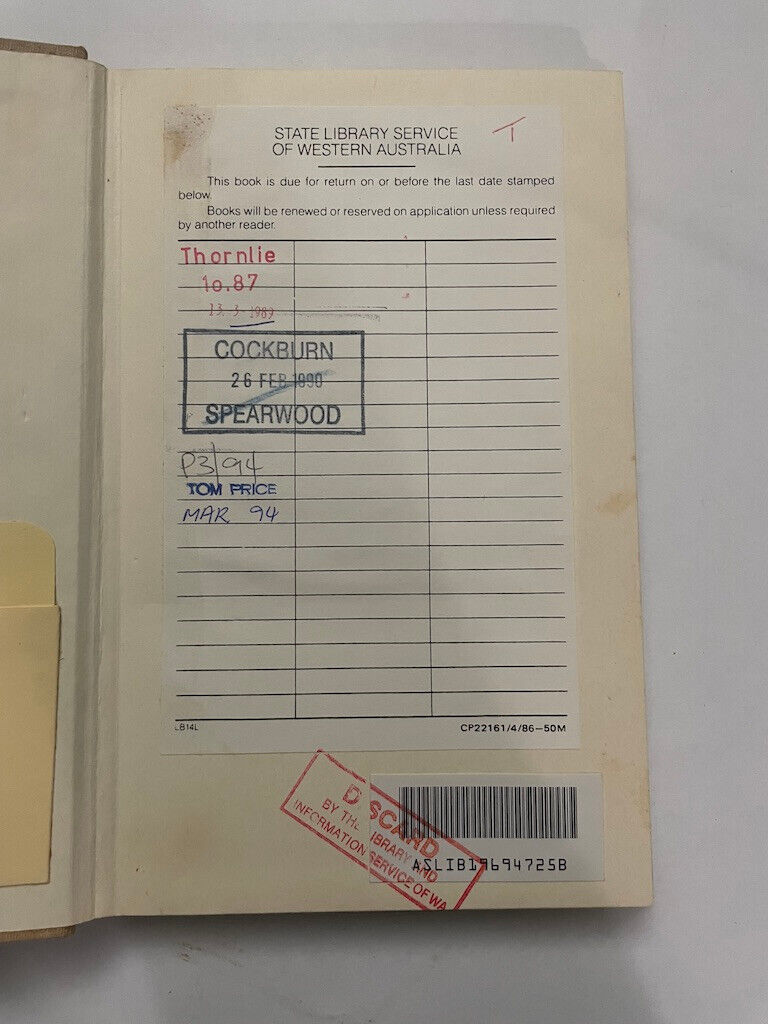 STATE LIBRARY SERVICE
OF WESTERN AUSTRALIA
T
This book is due for return on or before the last date stamped
below.
Books will be renewed or reserved on application unless required
by another reader.
Thornlie
10.87
13. 3. 1989
COCKBURN
26 FEB 1990
SPEARWOOD
P3/94
TOM PRICE
MAR 94
LB14L
CP22161/4/86—50M
DISCARD
BY THE LIBRARY AND
INFORMATION SERVICE OF WA
ASLIB19694725B